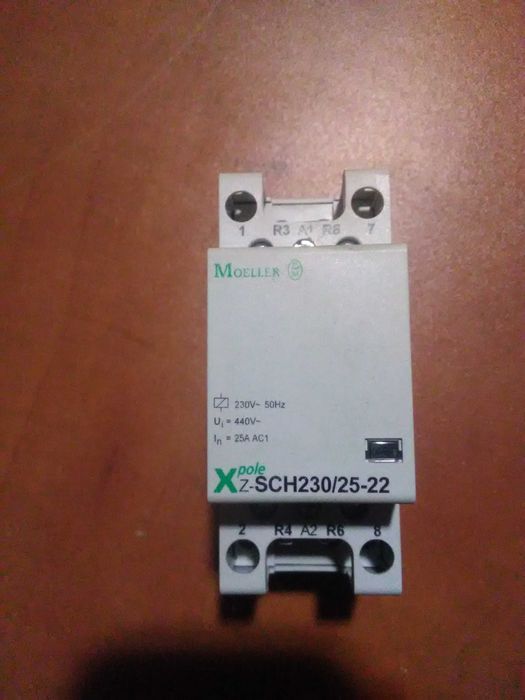 1 R3 A1 R5 7
MOELLER
230V~ 50Hz
Ui = 440V~
In = 25A AC1
Xpole
Z-SCH230/25-22
2 R4 A2 R6 8